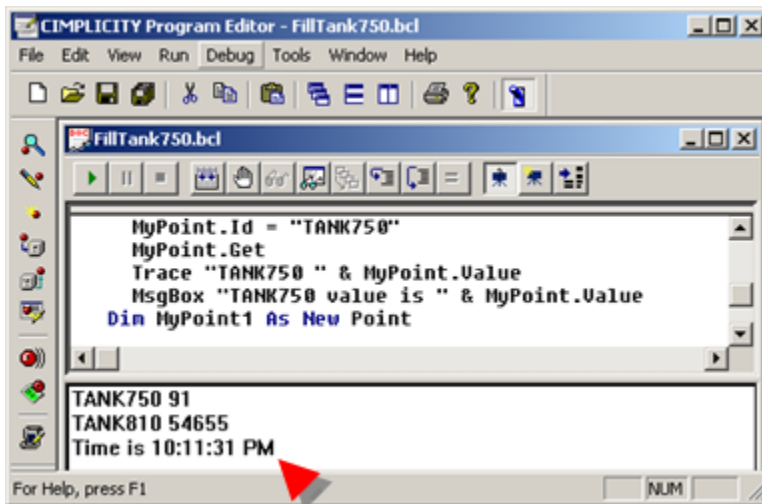 CIMPLICITY Program Editor - FillTank750.bcl
File Edit View Run Debug Tools Window Help
FillTank750.bcl
MyPoint.Id = "TANK750"
MyPoint.Get
Trace "TANK750 " & MyPoint.Value
MsgBox "TANK750 value is " & MyPoint.Value
Dim MyPoint1 As New Point
TANK750 91
TANK810 54655
Time is 10:11:31 PM
For Help, press F1 NUM